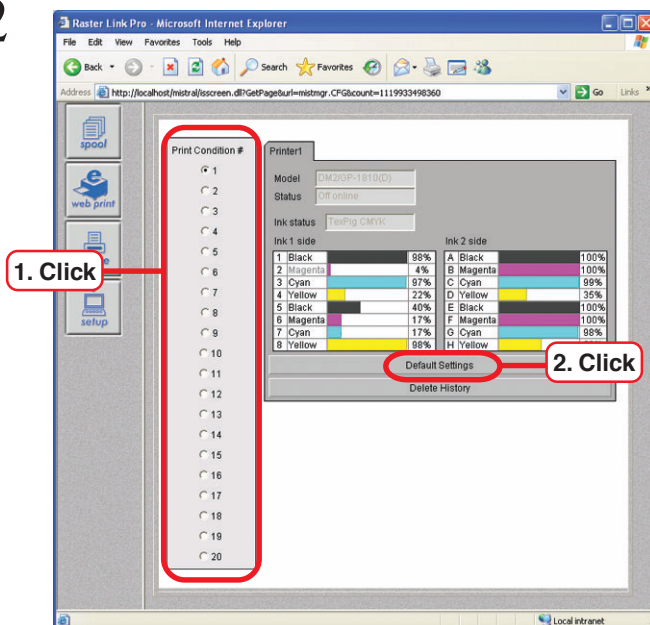 2
Raster Link Pro - Microsoft Internet Explorer
File Edit View Favorites Tools Help
Back Search Favorites
Address http://localhost/mistral/isscreen.dll?GetPage&url=mistmgr.CFG&count=1119933498360 Go Links
spool
web print
setup
1. Click
Print Condition #
1
2
3
4
5
6
7
8
9
10
11
12
13
14
15
16
17
18
19
20
Printer1
Model DM2/GP-1810(D)
Status Off online
Ink status TexPig CMYK
Ink 1 side
1 Black 98%
2 Magenta 4%
3 Cyan 97%
4 Yellow 22%
5 Black 40%
6 Magenta 17%
7 Cyan 17%
8 Yellow 98%
Ink 2 side
A Black 100%
B Magenta 100%
C Cyan 99%
D Yellow 35%
E Black 100%
F Magenta 100%
G Cyan 98%
H Yellow
Default Settings
2. Click
Delete History
Local intranet